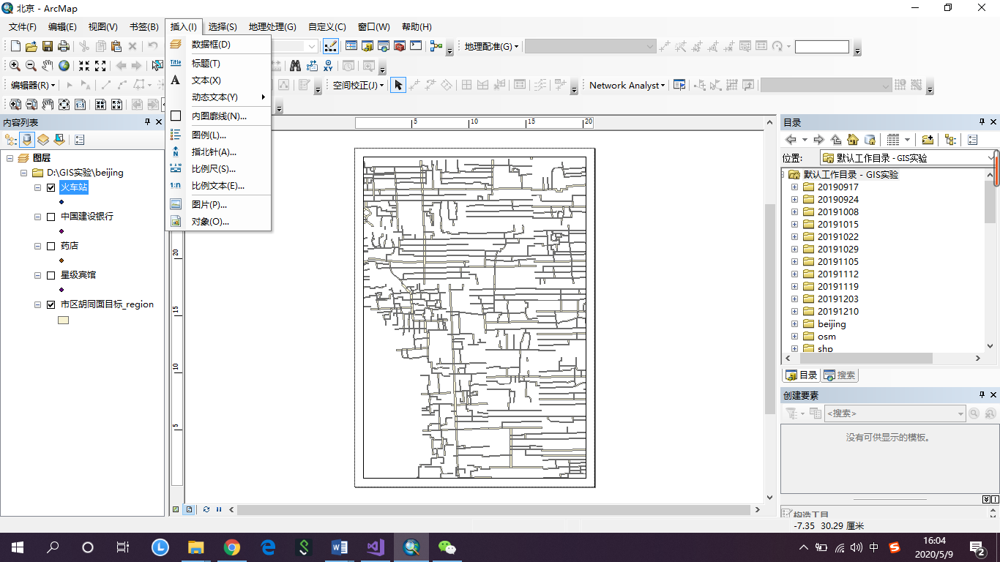 北京 - ArcMap
文件(F) 编辑(E) 视图(V) 书签(B) 插入(I) 选择(S) 地理处理(G) 自定义(C) 窗口(W) 帮助(H)
数据框(D)
Title 标题(T)
A 文本(X)
动态文本(Y)
内图廓线(N)...
图例(L)...
N 指北针(A)...
比例尺(S)...
1:n 比例文本(E)...
图片(P)...
对象(O)...
地理配准(G)
编辑器(R)
空间校正(J)
Network Analyst
内容列表
图层
D:\GIS实验\beijing
火车站
中国建设银行
药店
星级宾馆
市区胡同面目标_region
5 10 15 20
20
15
10
5
目录
位置: 默认工作目录 - GIS实验
默认工作目录 - GIS实验
20190917
20190924
20191008
20191015
20191022
20191029
20191105
20191112
20191119
20191203
20191210
beijing
osm
shp
目录 搜索
创建要素
<搜索>
没有可供显示的模板。
构造工具
-7.35 30.29 厘米
中
16:04
2020/5/9
2